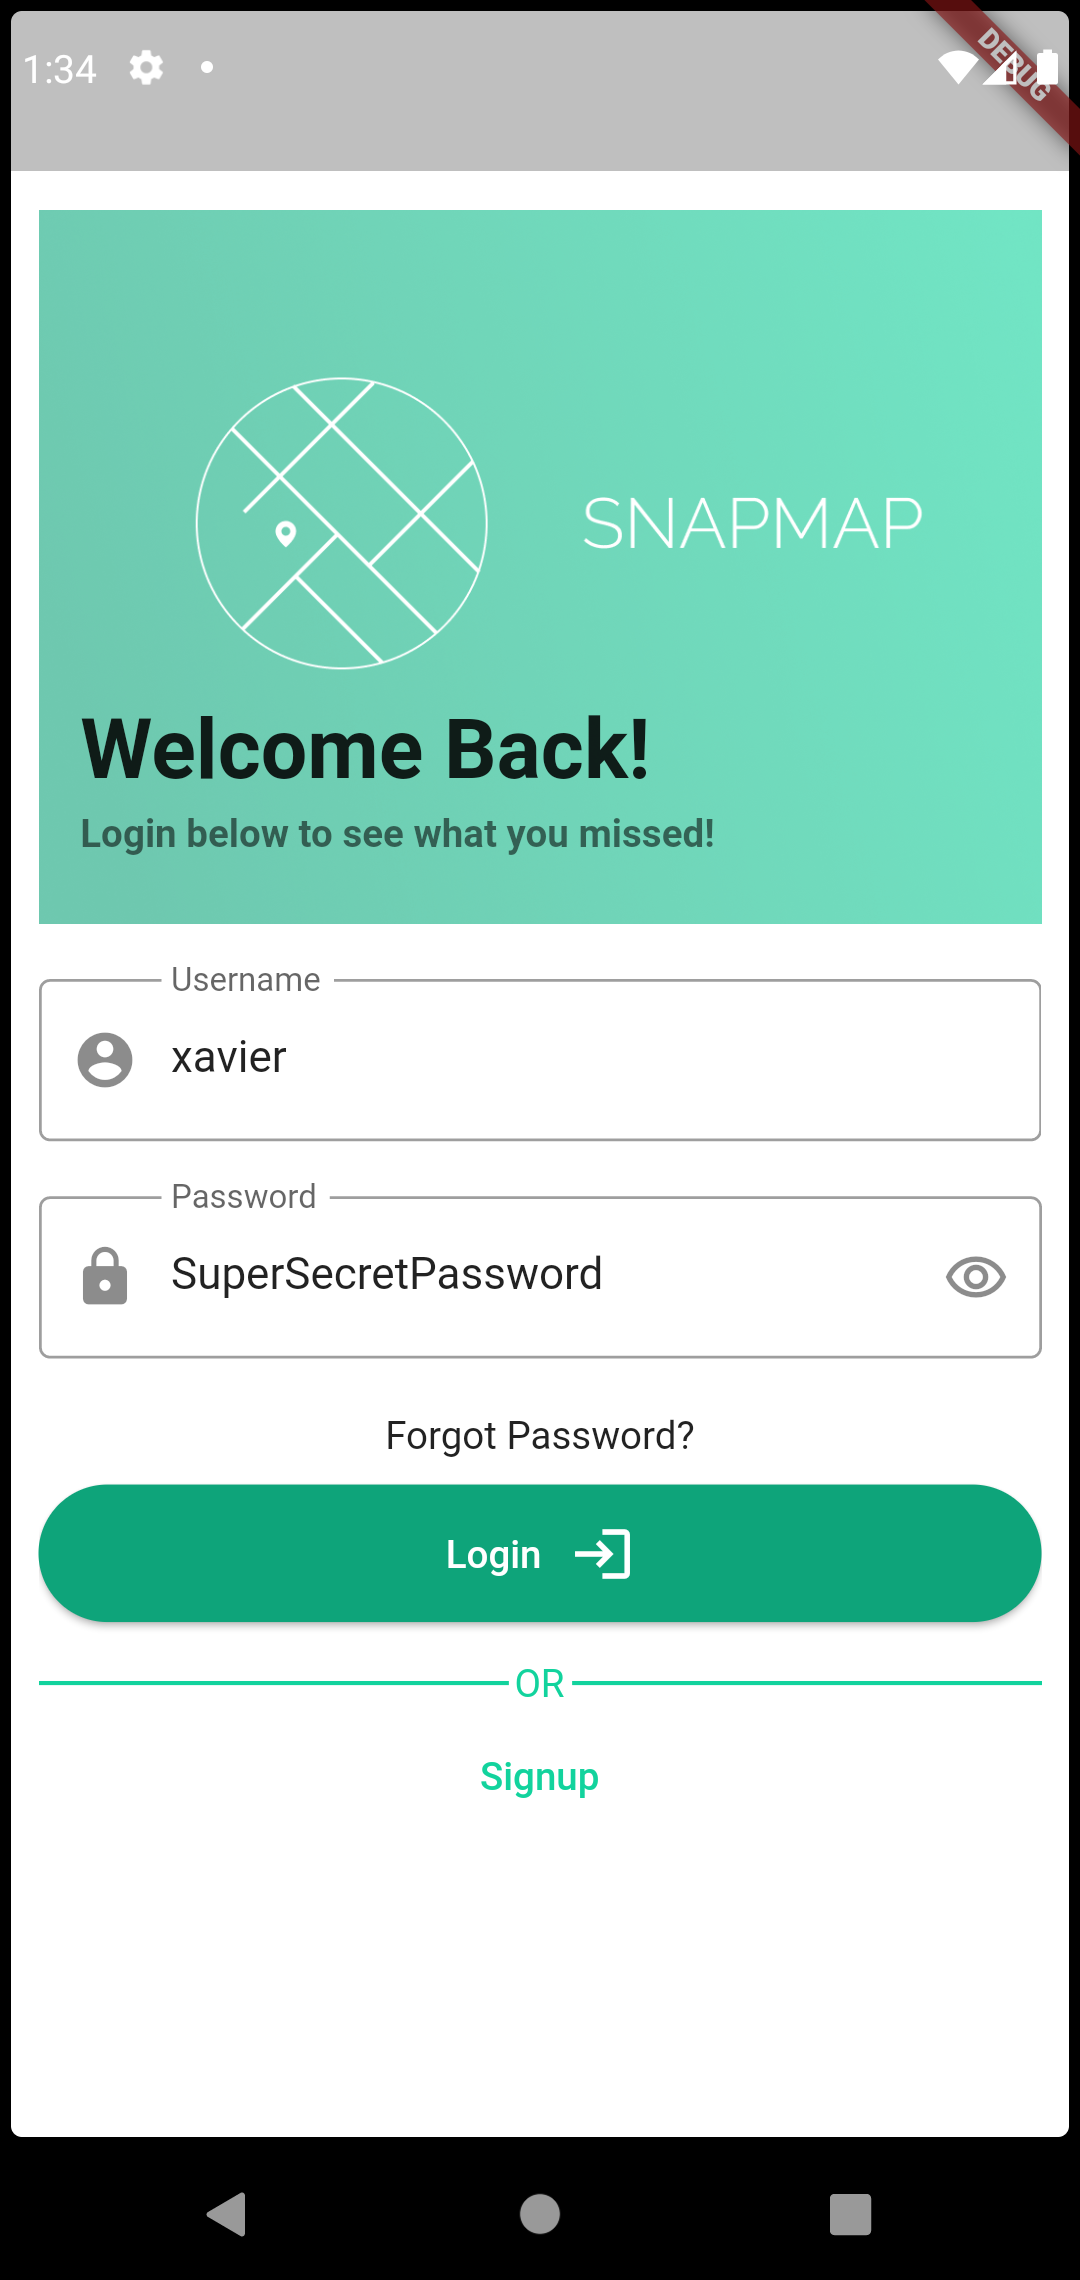 1:34
DEBUG
SNAPMAP
Welcome Back!
Login below to see what you missed!
Username
xavier
Password
SuperSecretPassword
Forgot Password?
Login
OR
Signup